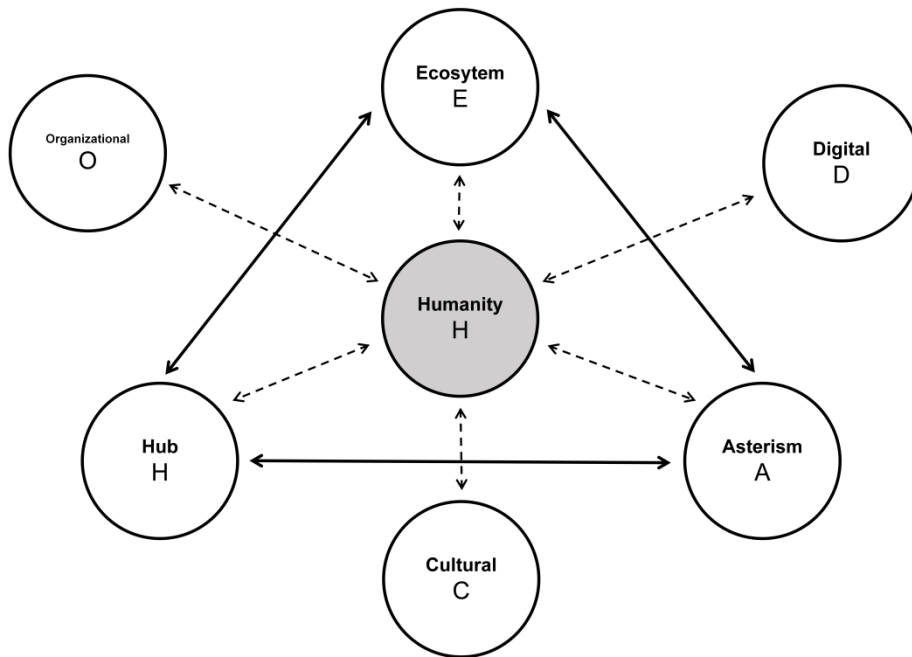 Ecosytem
E
Organizational
O
Digital
D
Humanity
H
Hub
H
Asterism
A
Cultural
C